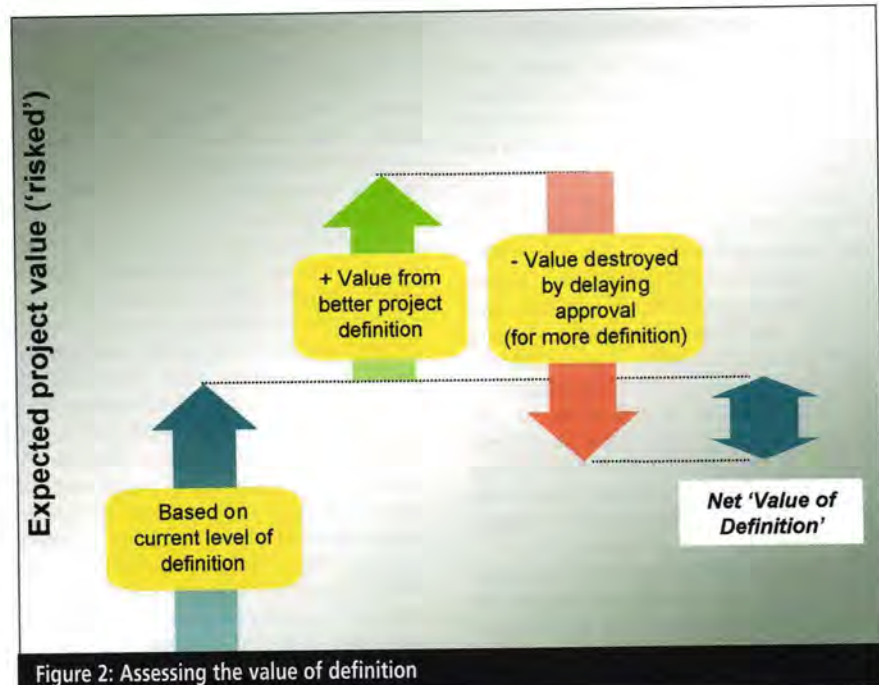 Expected project value ('risked')
+ Value from
better project
definition
- Value destroyed
by delaying
approval
(for more definition)
Based on
current level of
definition
Net 'Value of
Definition'
Figure 2: Assessing the value of definition